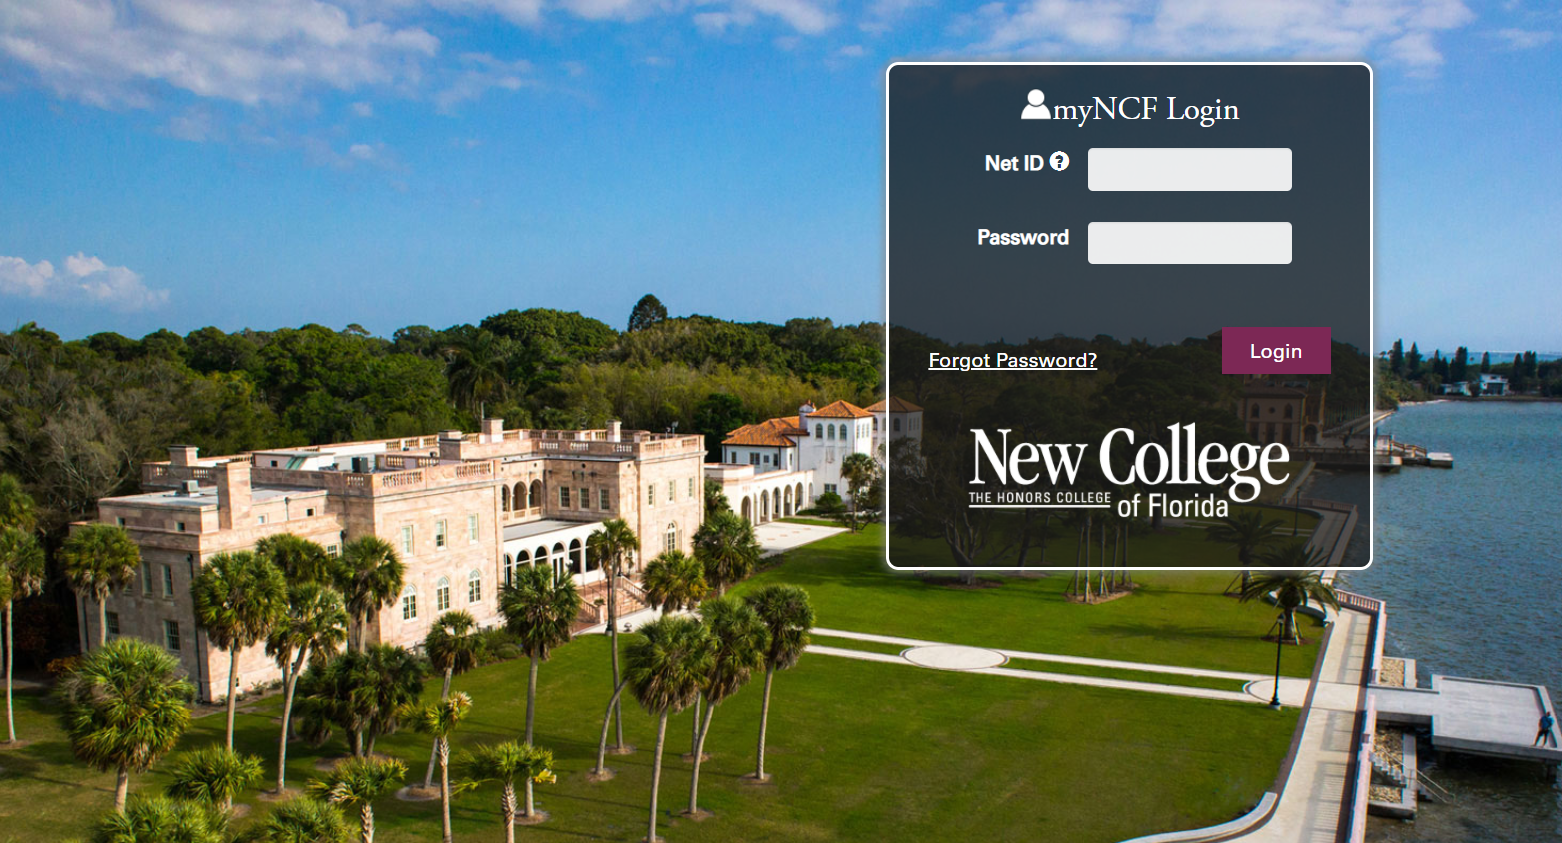 myNCF Login
Net ID ?
Password
Forgot Password?
Login
New College
THE HONORS COLLEGE
of Florida